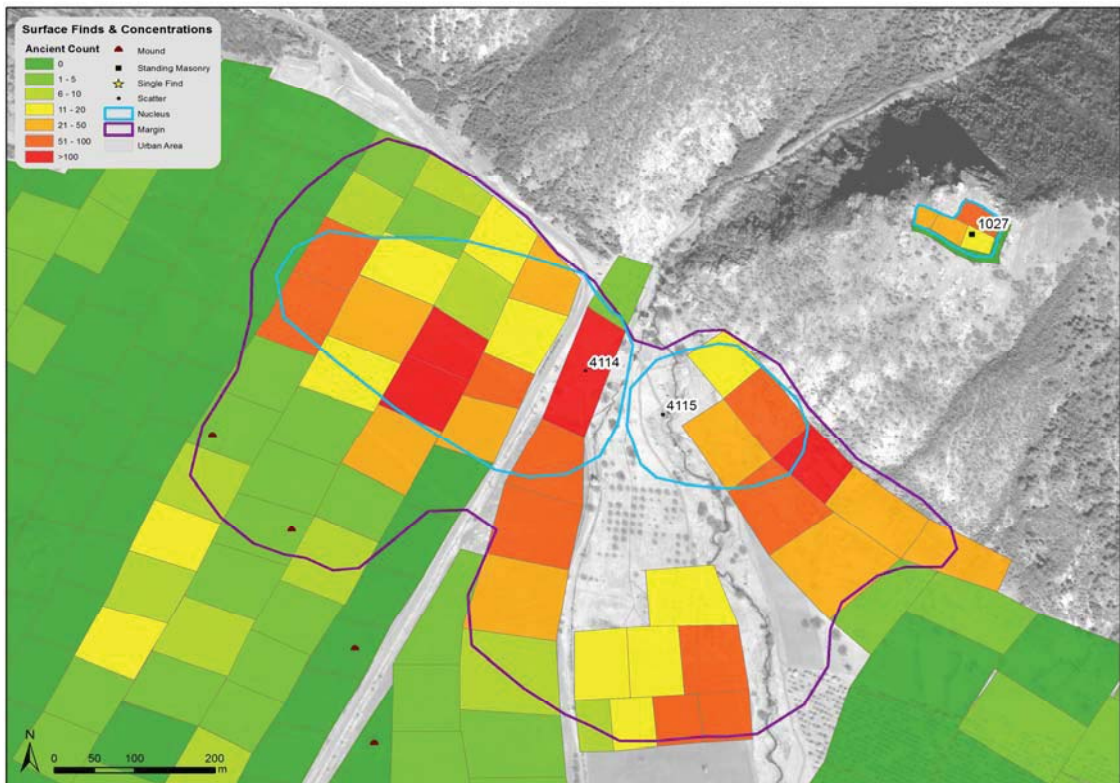 Surface Finds & Concentrations
Ancient Count
0
1 - 5
6 - 10
11 - 20
21 - 50
51 - 100
>100
Mound
Standing Masonry
Single Find
Scatter
Nucleus
Margin
Urban Area
1027
4114
4115
N
0 50 100 200
m